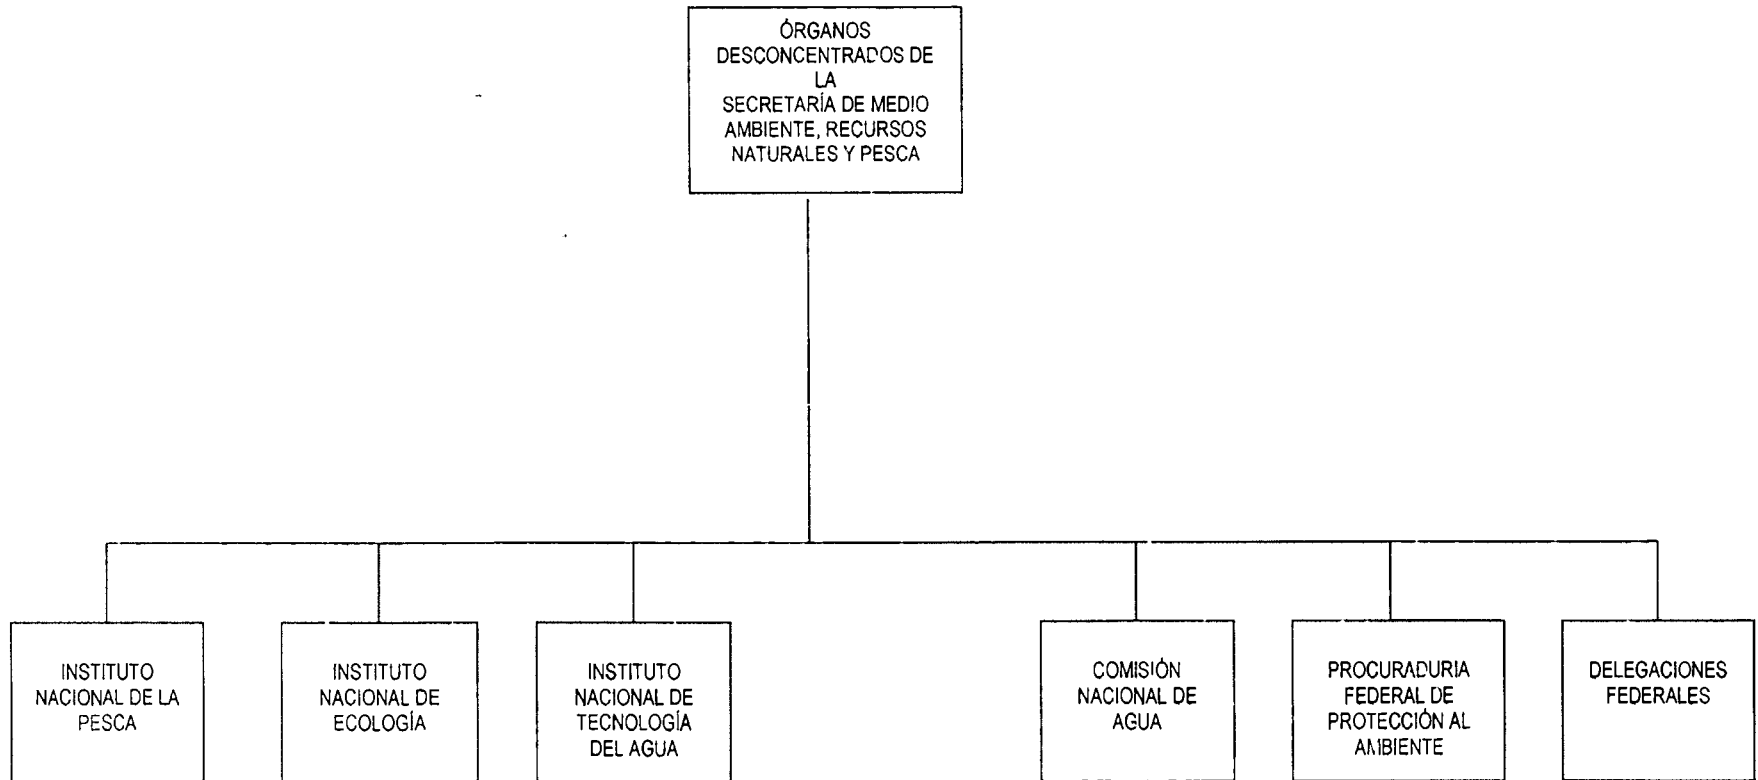 ÓRGANOS
DESCONCENTRADOS DE
LA
SECRETARÍA DE MEDIO
AMBIENTE, RECURSOS
NATURALES Y PESCA
INSTITUTO
NACIONAL DE LA
PESCA
INSTITUTO
NACIONAL DE
ECOLOGÍA
INSTITUTO
NACIONAL DE
TECNOLOGÍA
DEL AGUA
COMISIÓN
NACIONAL DE
AGUA
PROCURADURIA
FEDERAL DE
PROTECCIÓN AL
AMBIENTE
DELEGACIONES
FEDERALES